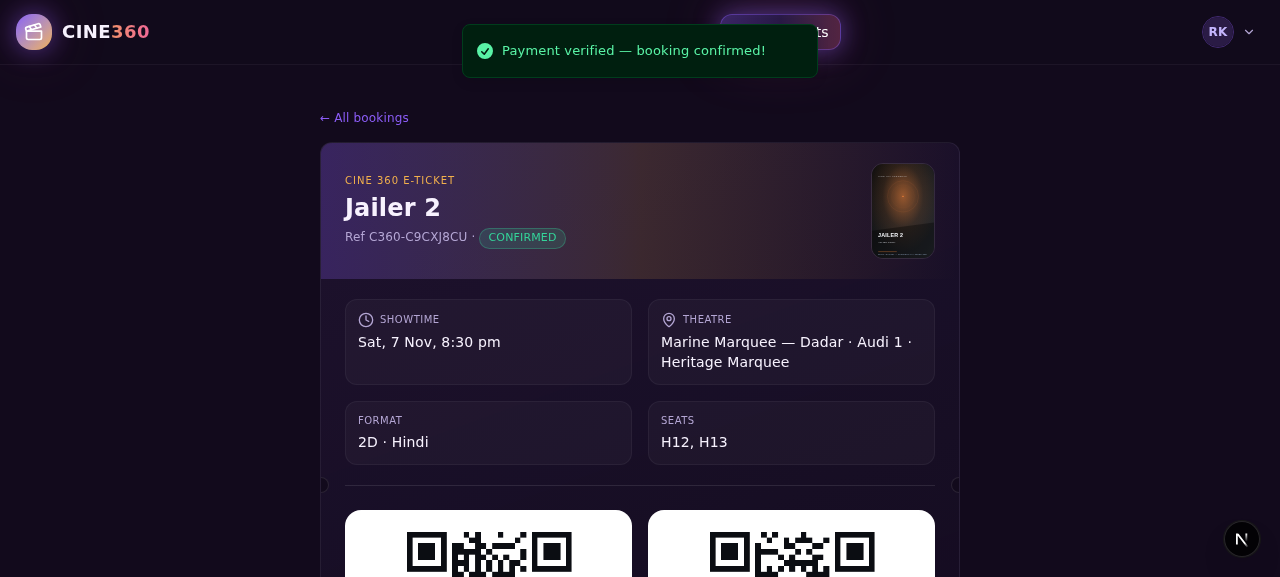 CINE360
ts
RK
Payment verified — booking confirmed!
← All bookings
CINE 360 E-TICKET
Jailer 2
Ref C360-C9CXJ8CU · CONFIRMED
JAILER 2
SHOWTIME
Sat, 7 Nov, 8:30 pm
THEATRE
Marine Marquee — Dadar · Audi 1 ·
Heritage Marquee
FORMAT
2D · Hindi
SEATS
H12, H13
N